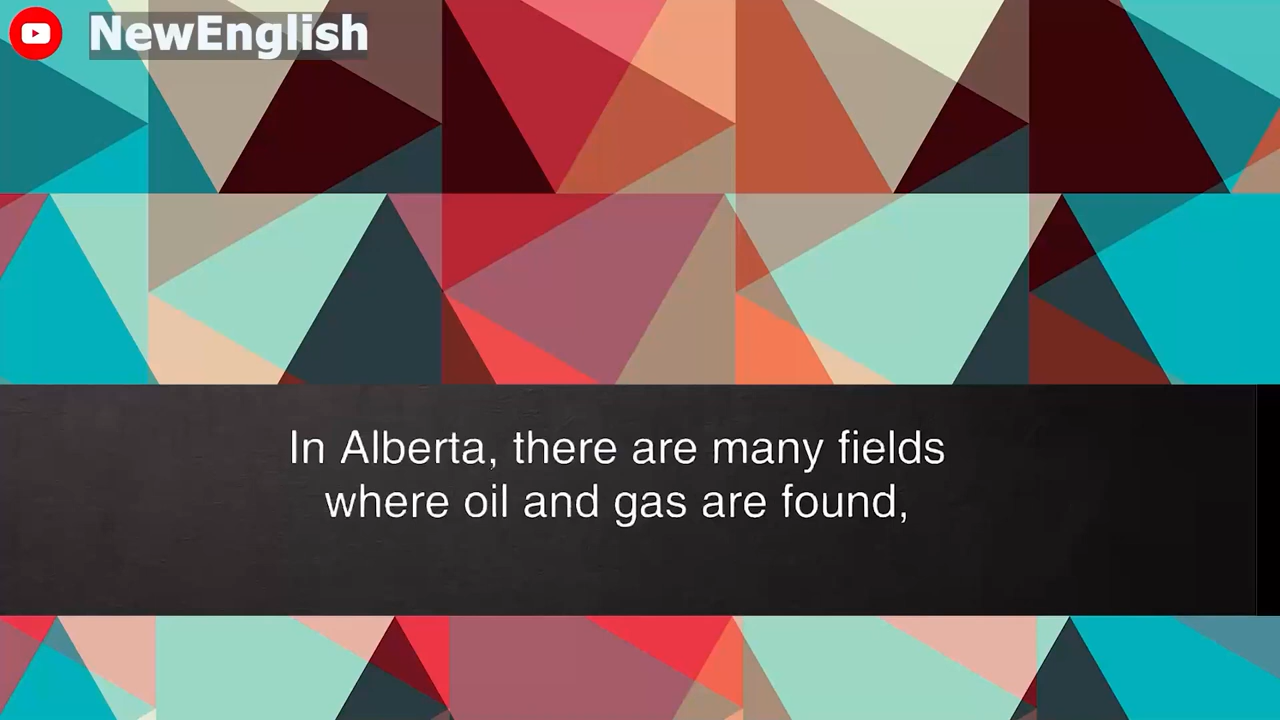 NewEnglish
In Alberta, there are many fields
where oil and gas are found,